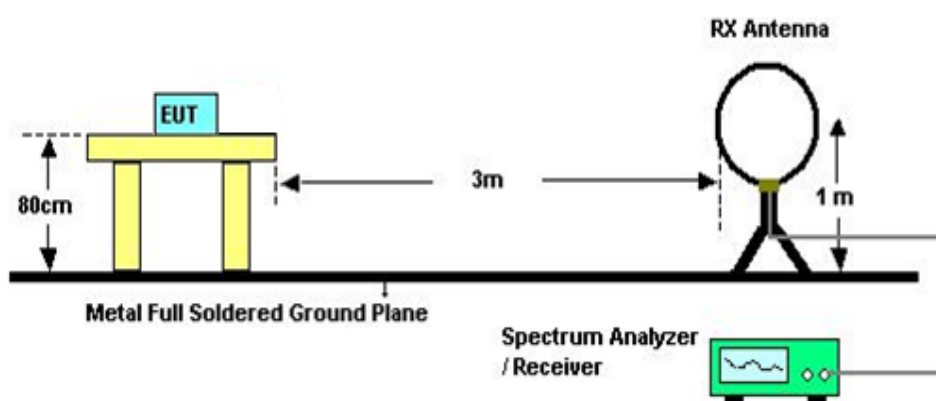 RX Antenna
EUT
80cm
3m
1 m
Metal Full Soldered Ground Plane
Spectrum Analyzer
/ Receiver